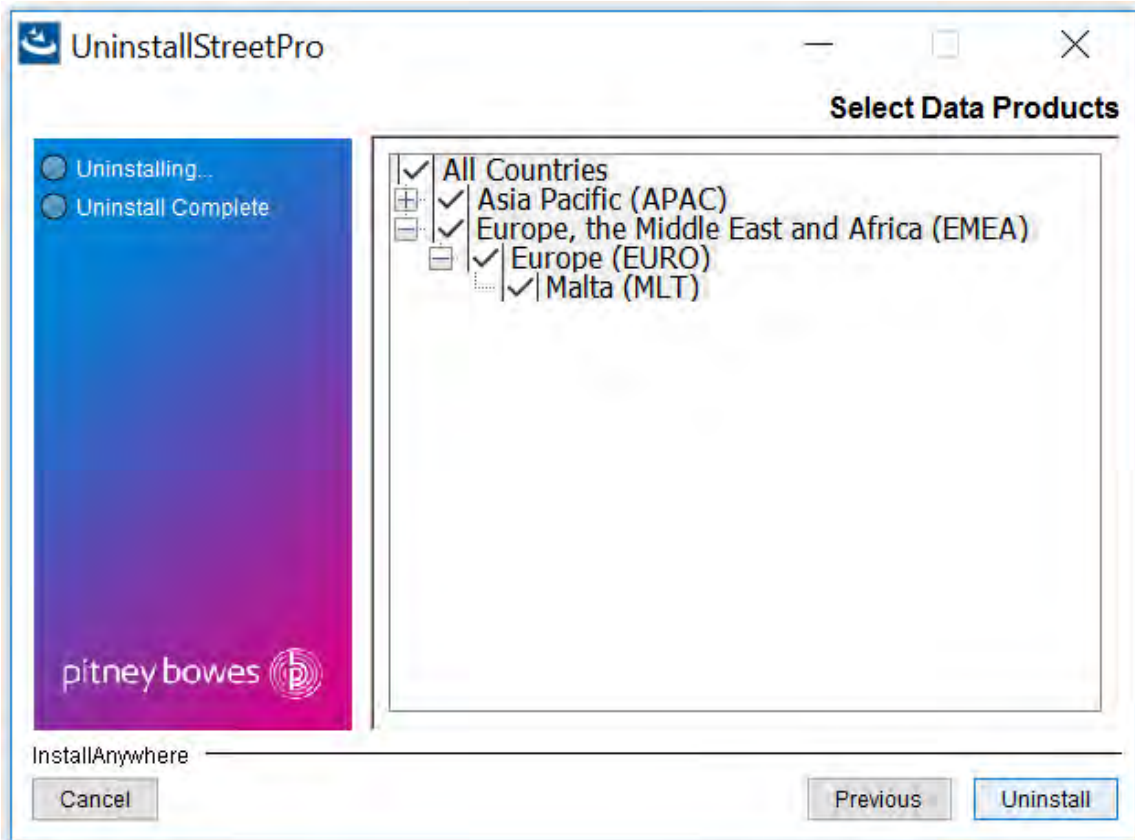 UninstallStreetPro
Select Data Products
Uninstalling...
Uninstall Complete
All Countries
Asia Pacific (APAC)
Europe, the Middle East and Africa (EMEA)
Europe (EURO)
Malta (MLT)
pitney bowes
InstallAnywhere
Cancel
Previous
Uninstall